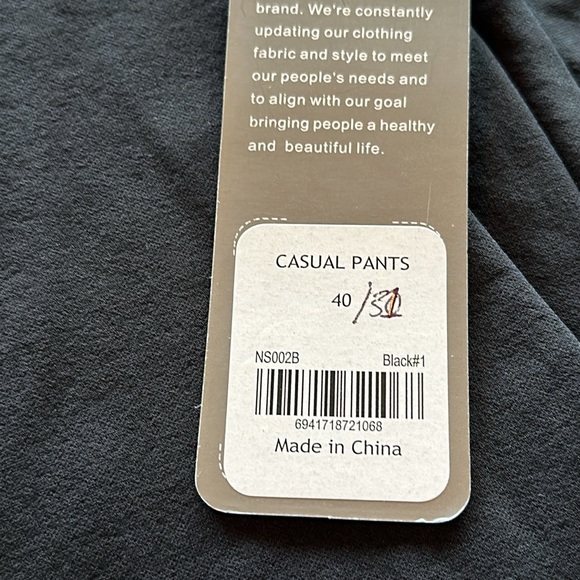 brand. We're constantly
updating our clothing
fabric and style to meet
our people's needs and
to align with our goal
bringing people a healthy
and beautiful life.
CASUAL PANTS
40
NS002B Black#1
6941718721068
Made in China